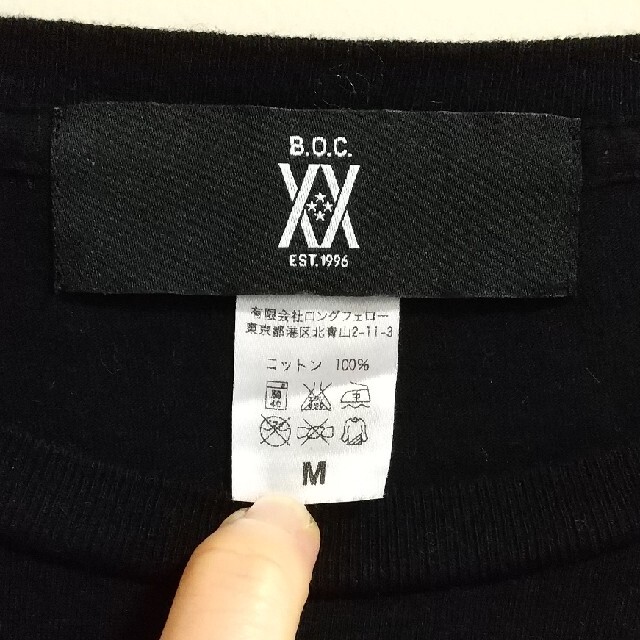 B.O.C.
EST.1996
有限会社ロングフェロー
東京都港区北青山2-11-3
コットン 100%
M